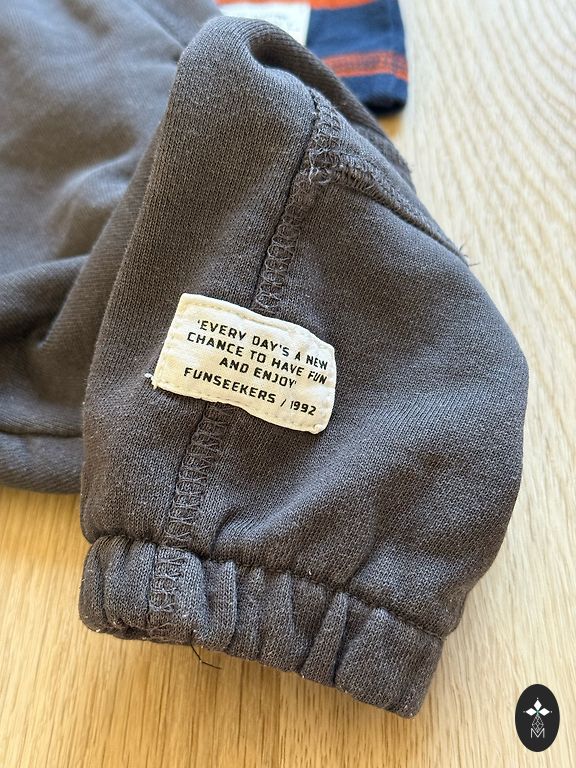 'EVERY DAY'S A NEW
CHANCE TO HAVE FUN
AND ENJOY'
FUNSEEKERS / 1992
M